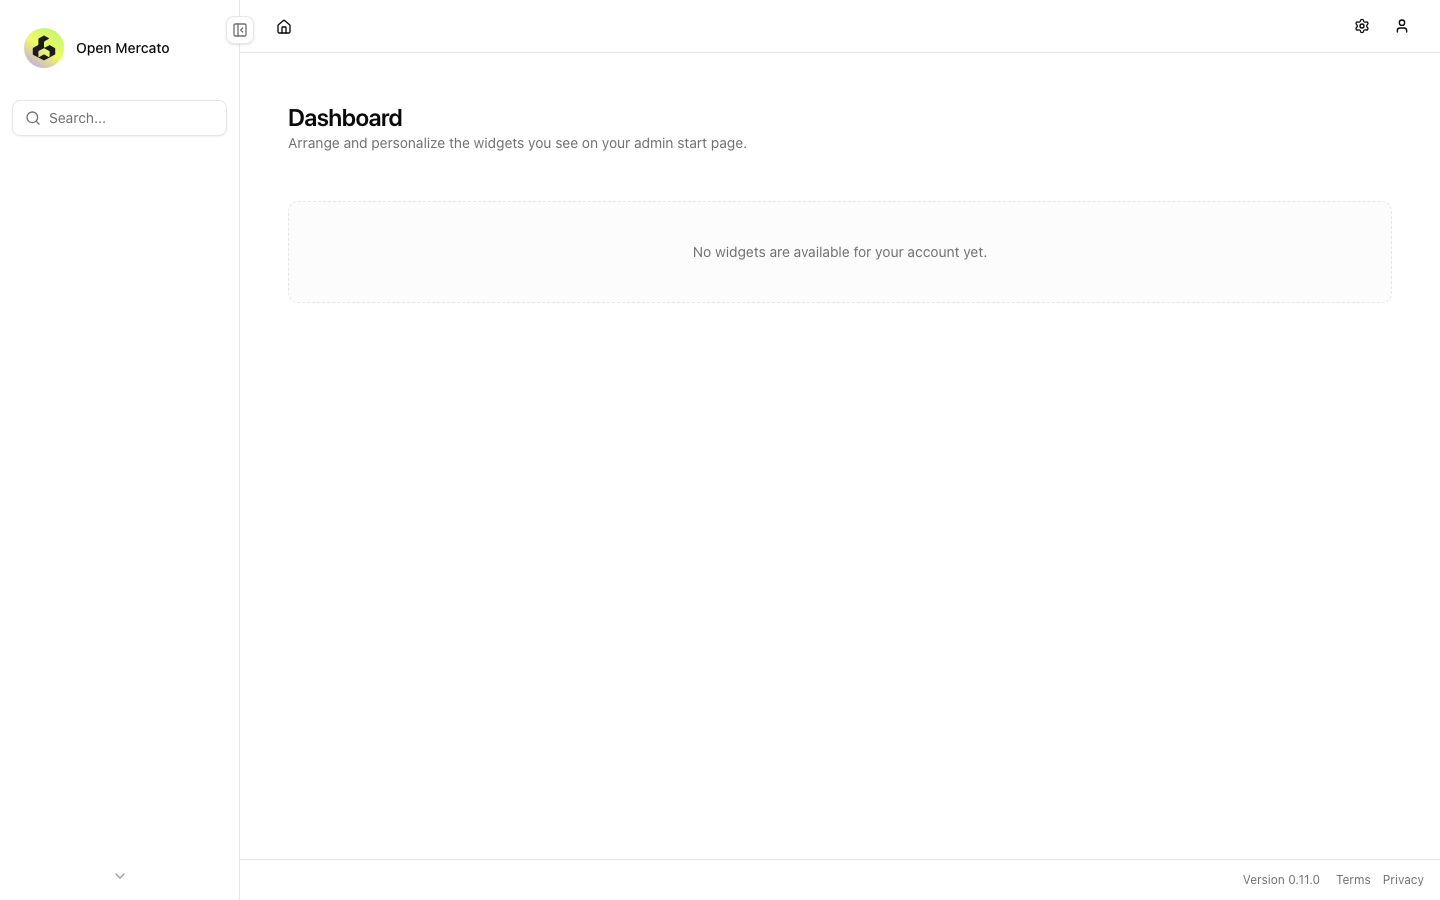 Open Mercato
Search...
Dashboard
Arrange and personalize the widgets you see on your admin start page.
No widgets are available for your account yet.
Version 0.11.0
Terms
Privacy